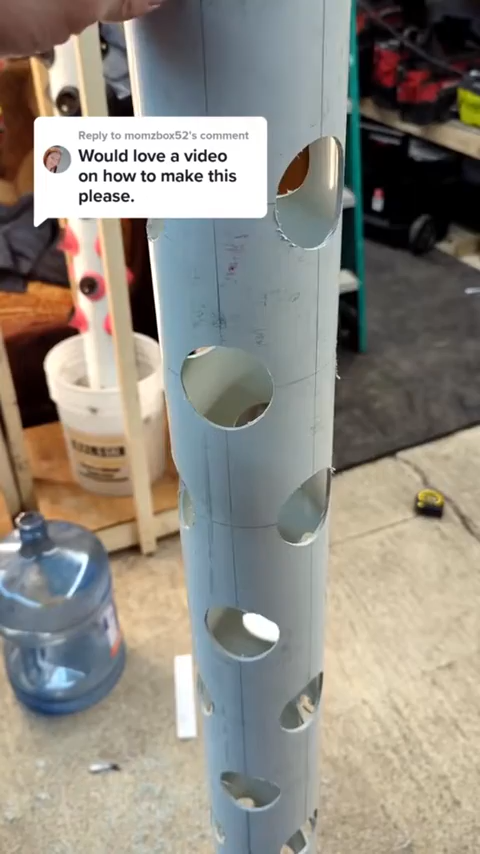 Reply to momzbox52's comment
Would love a video
on how to make this
please.